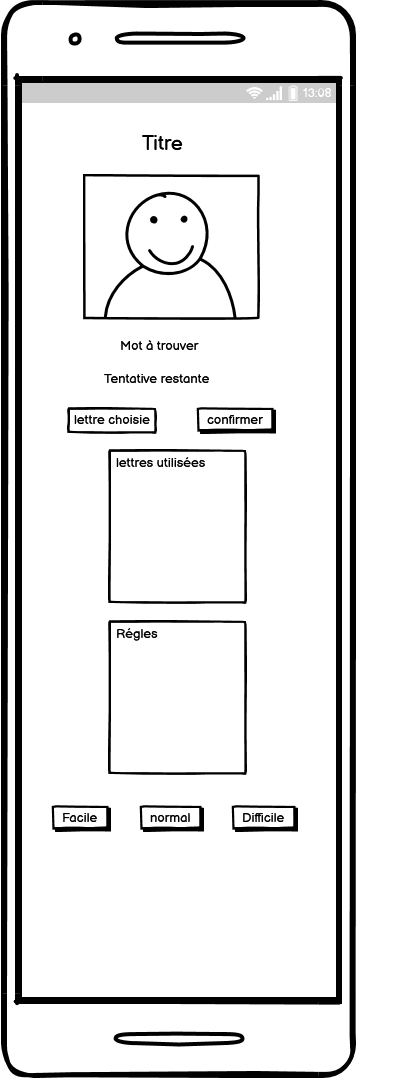 13:08
Titre
Mot à trouver
Tentative restante
lettre choisie confirmer
lettres utilisées
Régles
Facile normal Difficile